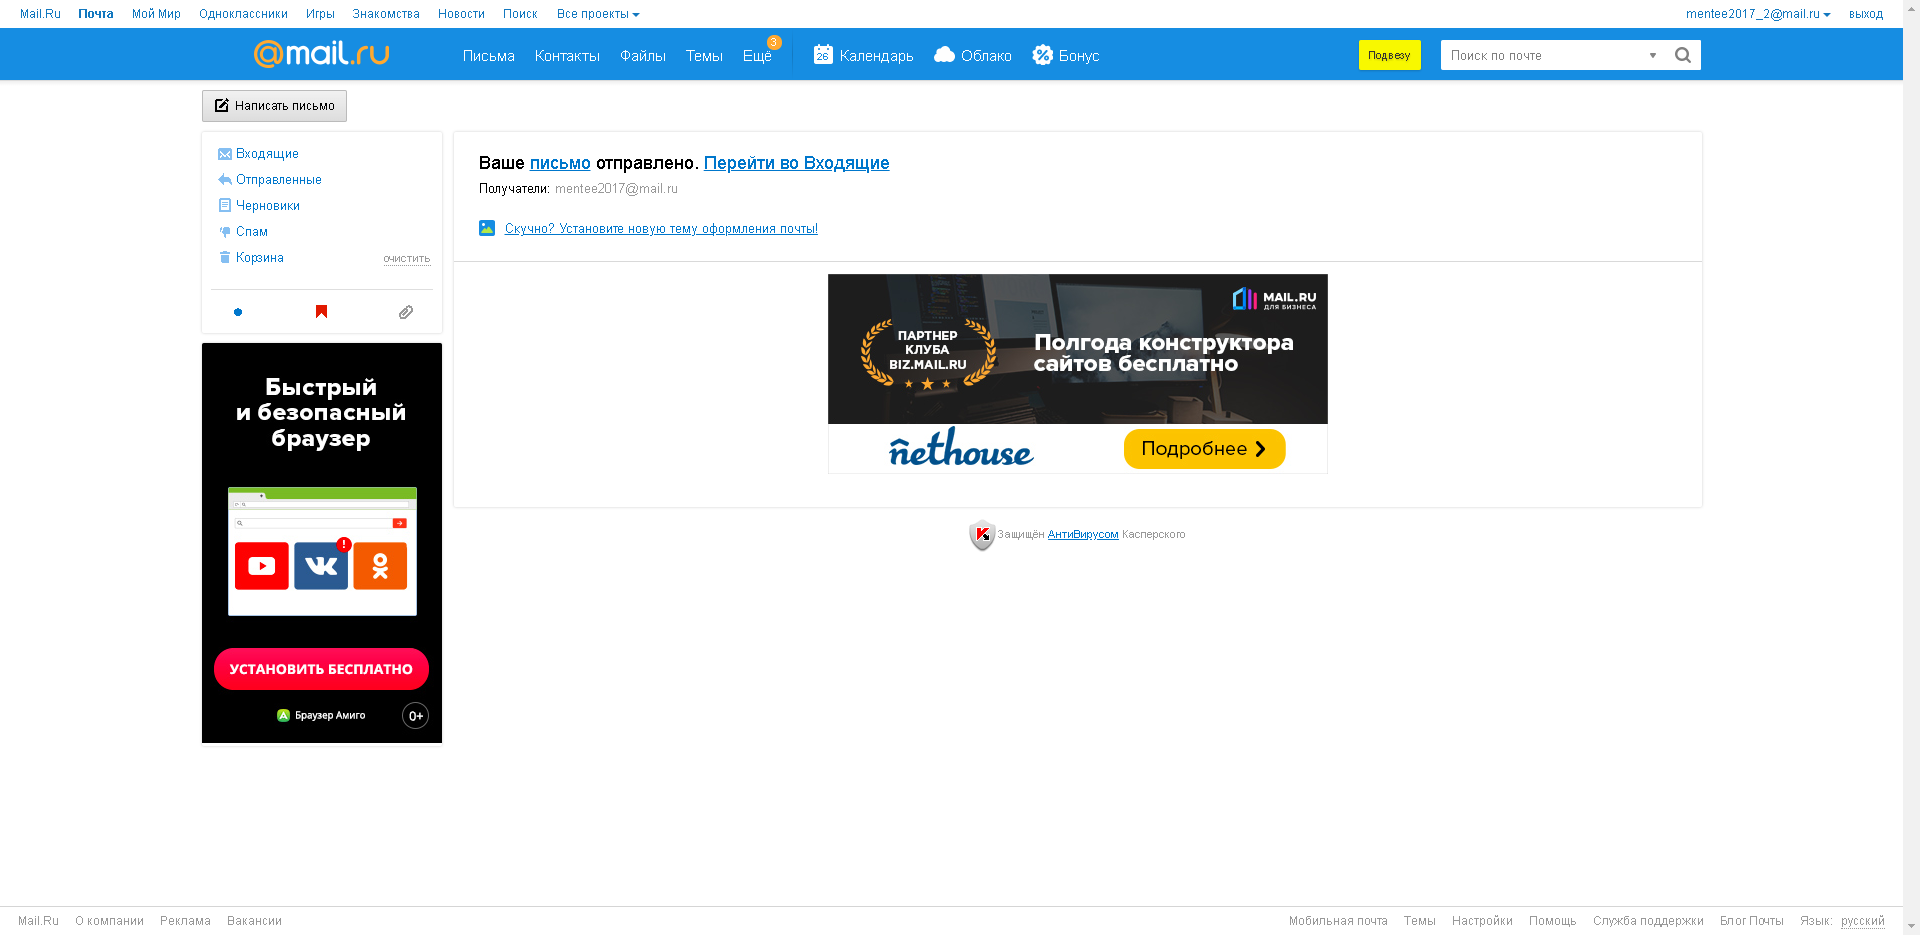 Mail.Ru Почта Мой Мир Одноклассники Игры Знакомства Новости Поиск Все проекты mentee2017_2@mail.ru выход
@mail.ru Письма Контакты Файлы Темы Ещё 3 26 Календарь Облако Бонус Подвезу Поиск по почте
Написать письмо
Входящие
Отправленные
Черновики
Спам
Корзина очистить
Ваше письмо отправлено. Перейти во Входящие
Получатели: mentee2017@mail.ru
Скучно? Установите новую тему оформления почты!
MAIL.RU
ДЛЯ БИЗНЕСА
ПАРТНЕР
КЛУБА
BIZ.MAIL.RU
Полгода конструктора
сайтов бесплатно
nethouse Подробнее
Защищён АнтиВирусом Касперского
Быстрый
и безопасный
браузер
УСТАНОВИТЬ БЕСПЛАТНО
Браузер Амиго 0+
Mail.Ru О компании Реклама Вакансии Мобильная почта Темы Настройки Помощь Служба поддержки Блог Почты Язык: русский